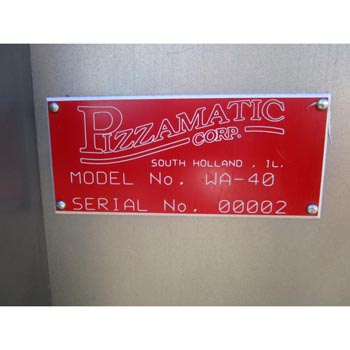 PIZZAMATIC
CORP.
SOUTH HOLLAND , IL.
MODEL No. WA-40
SERIAL No. 00002